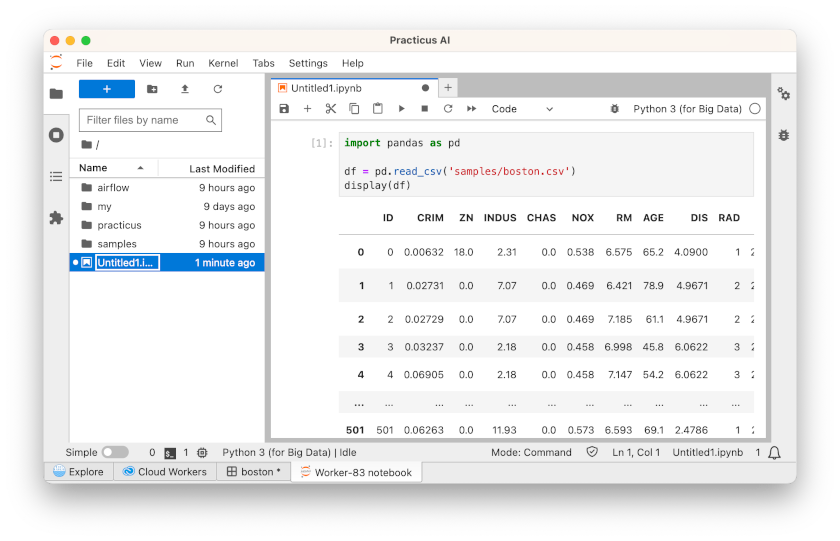 Practicus AI
File Edit View Run Kernel Tabs Settings Help
+
Filter files by name
/
Name Last Modified
airflow 9 hours ago
my 9 days ago
practicus 9 hours ago
samples 9 hours ago
Untitled1.i... 1 minute ago
Untitled1.ipynb +
Code Python 3 (for Big Data)
[1]: import pandas as pd
df = pd.read_csv('samples/boston.csv')
display(df)
ID CRIM ZN INDUS CHAS NOX RM AGE DIS RAD
0 0 0.00632 18.0 2.31 0.0 0.538 6.575 65.2 4.0900 1
1 1 0.02731 0.0 7.07 0.0 0.469 6.421 78.9 4.9671 2
2 2 0.02729 0.0 7.07 0.0 0.469 7.185 61.1 4.9671 2
3 3 0.03237 0.0 2.18 0.0 0.458 6.998 45.8 6.0622 3
4 4 0.06905 0.0 2.18 0.0 0.458 7.147 54.2 6.0622 3
... ... ... ... ... ... ... ... ... ... ...
501 501 0.06263 0.0 11.93 0.0 0.573 6.593 69.1 2.4786 1
Simple 0 1 Python 3 (for Big Data) | Idle Mode: Command Ln 1, Col 1 Untitled1.ipynb 1
Explore Cloud Workers boston * Worker-83 notebook